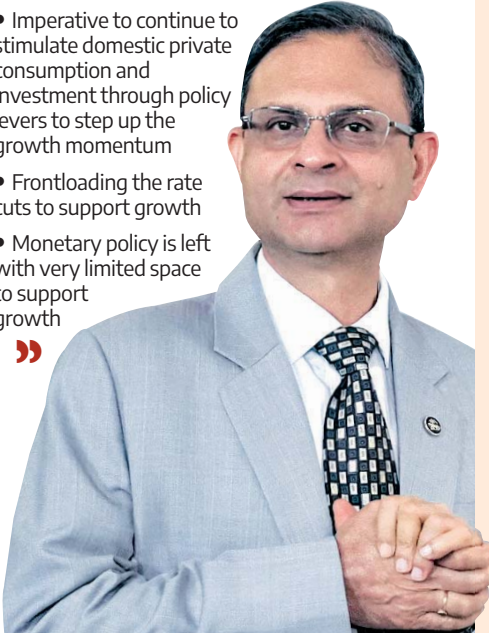 • Imperative to continue to
stimulate domestic private
consumption and
investment through policy
levers to step up the
growth momentum
• Frontloading the rate
cuts to support growth
• Monetary policy is left
with very limited space
to support
growth
”